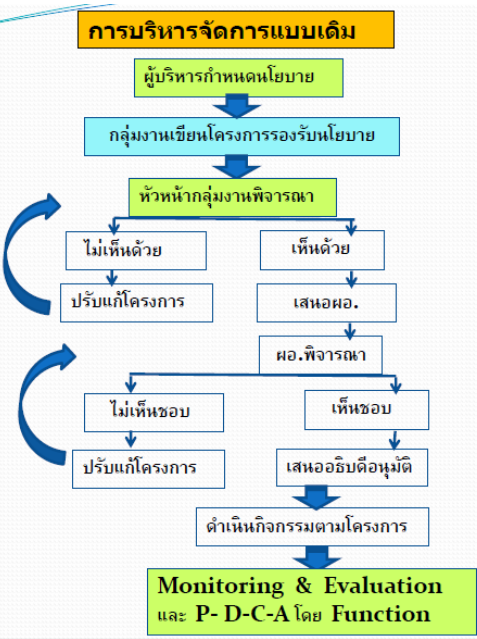 การบริหารจัดการแบบเดิม
ผู้บริหารกำหนดนโยบาย
กลุ่มงานเขียนโครงการรองรับนโยบาย
หัวหน้ากลุ่มงานพิจารณา
ไม่เห็นด้วย
เห็นด้วย
ปรับแก้โครงการ
เสนอผอ.
ผอ.พิจารณา
ไม่เห็นชอบ
เห็นชอบ
ปรับแก้โครงการ
เสนออธิบดีอนุมัติ
ดำเนินกิจกรรมตามโครงการ
Monitoring & Evaluation
และ P- D-C-A โดย Function